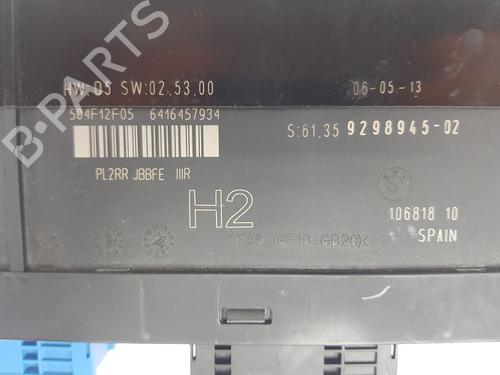 HW:05 SW:02.53.00 06-05-13
504F12F05 6416457934
S:61.35 9298945-02
PL2RR JBBFE IIIR
H2
106818 10
SPAIN
B-PARTS